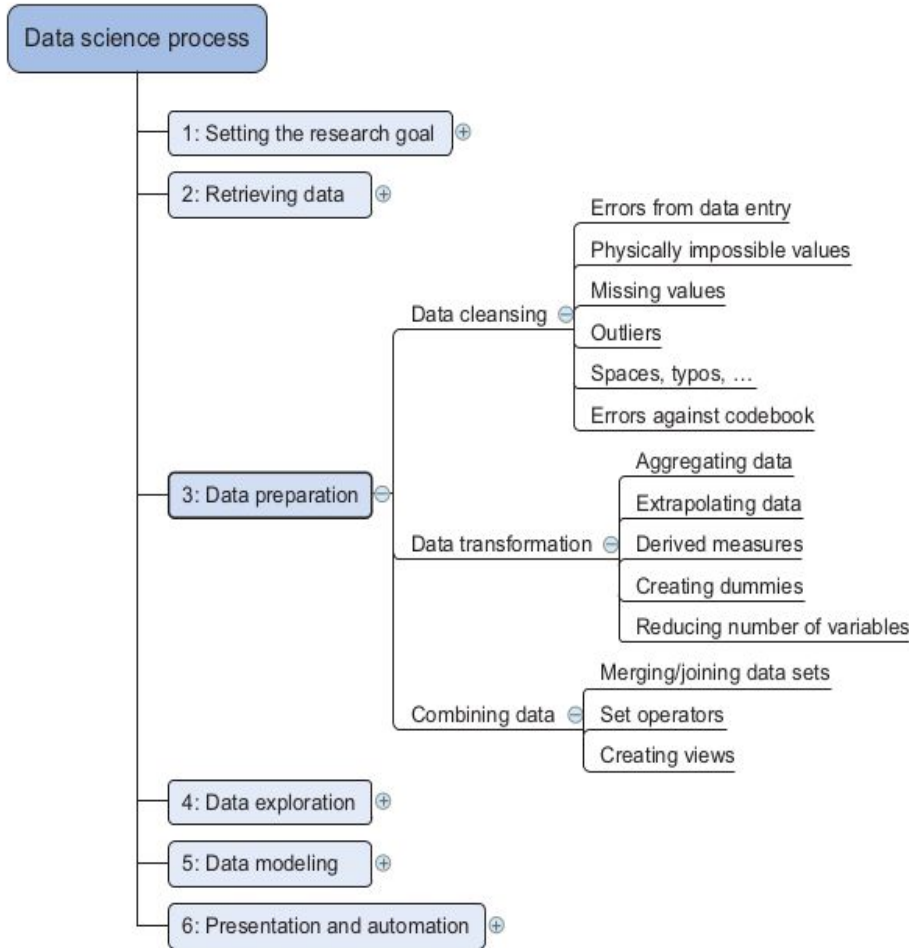 Data science process
1: Setting the research goal
2: Retrieving data
Errors from data entry
Physically impossible values
Missing values
Data cleansing
Outliers
Spaces, typos, …
Errors against codebook
3: Data preparation
Aggregating data
Extrapolating data
Data transformation
Derived measures
Creating dummies
Reducing number of variables
Merging/joining data sets
Combining data
Set operators
Creating views
4: Data exploration
5: Data modeling
6: Presentation and automation